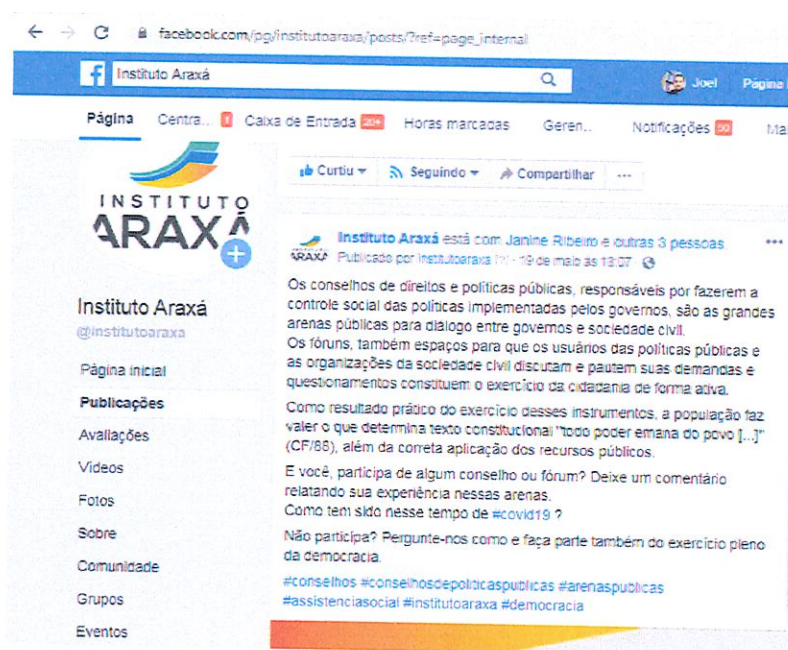 facebook.com/pg/institutoaraxa/posts/?ref=page_internal
Instituto Araxá
Joel
Página
Página
Centra...
Caixa de Entrada 20+
Horas marcadas
Geren..
Notificações 50
Mai
Curtiu
Seguindo
Compartilhar
...
INSTITUTO
ARAXÁ
Instituto Araxá
@institutoaraxa
Página inicial
Publicações
Avaliações
Vídeos
Fotos
Sobre
Comunidade
Grupos
Eventos
ARAXÁ
Instituto Araxá está com Janine Ribeiro e outras 3 pessoas
Publicado por institutoaraxa [?] · 19 de maio às 13:07 ·
Os conselhos de direitos e políticas públicas, responsáveis por fazerem a
controle social das políticas implementadas pelos governos, são as grandes
arenas públicas para diálogo entre governos e sociedade civil.
Os fóruns, também espaços para que os usuários das políticas públicas e
as organizações da sociedade civil discutam e pautem suas demandas e
questionamentos constituem o exercício da cidadania de forma ativa.
Como resultado prático do exercício desses instrumentos, a população faz
valer o que determina texto constitucional "todo poder emana do povo [...]"
(CF/88), além da correta aplicação dos recursos públicos.
E você, participa de algum conselho ou fórum? Deixe um comentário
relatando sua experiência nessas arenas.
Como tem sido nesse tempo de #covid19 ?
Não participa? Pergunte-nos como e faça parte também do exercício pleno
da democracia.
#conselhos #conselhosdepoliticaspublicas #arenaspublicas
#assistenciasocial #institutoaraxa #democracia